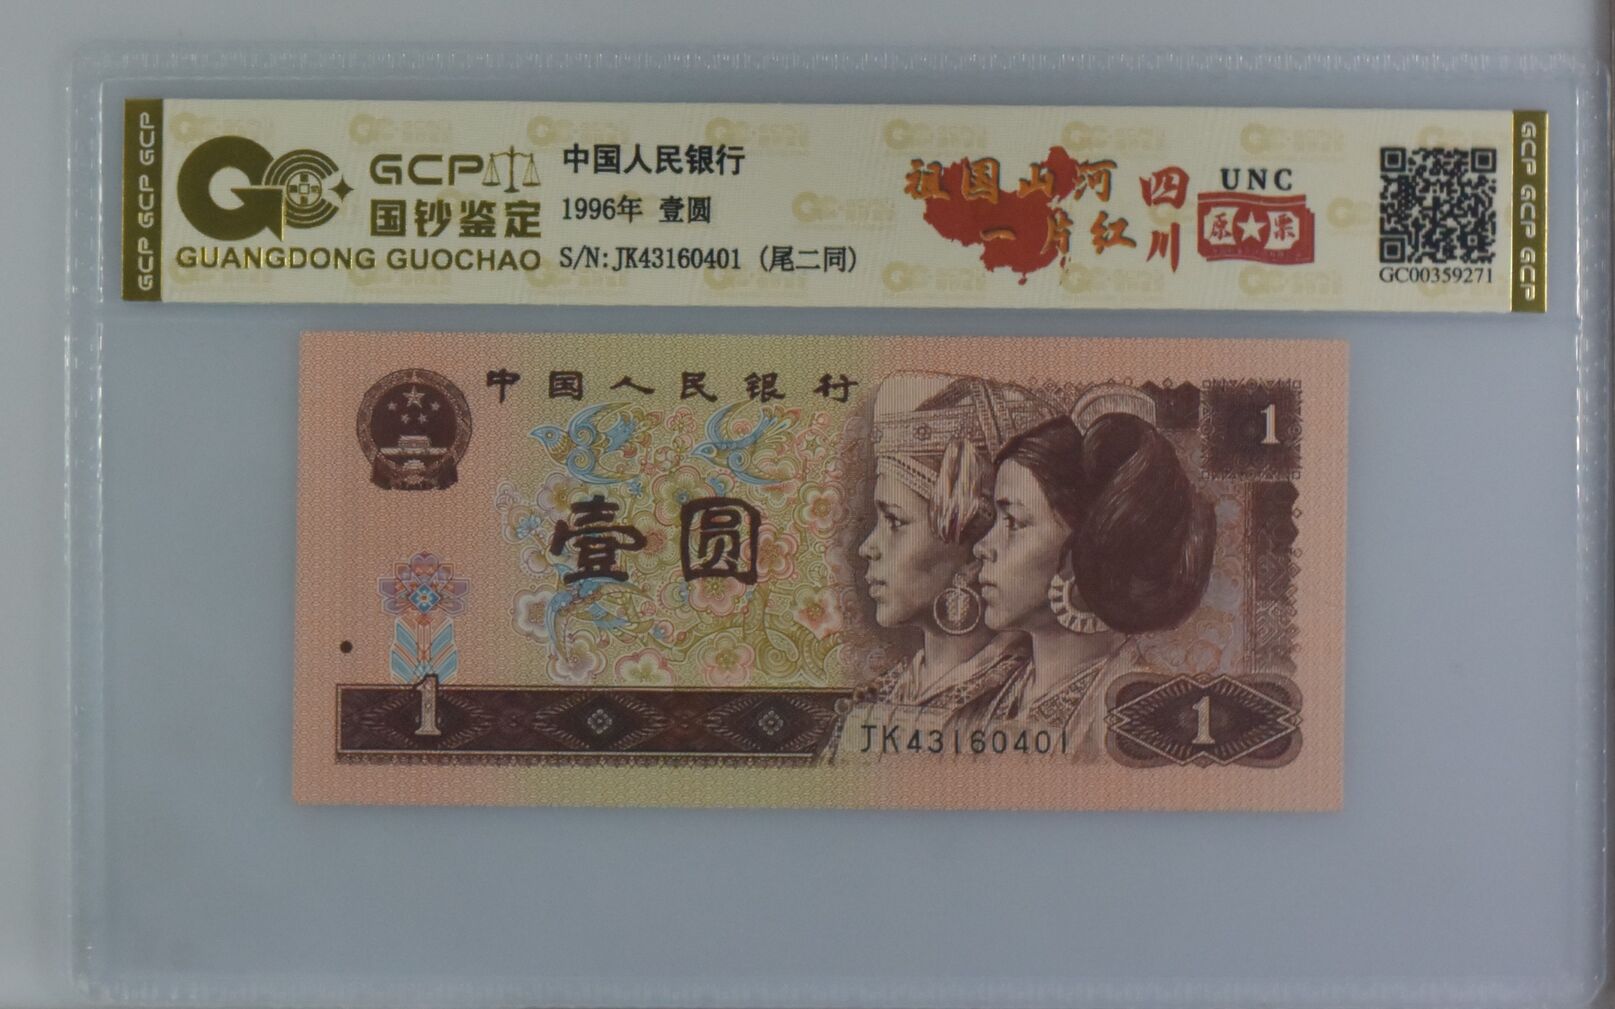 GCP GCP GCP
GCP
国钞鉴定
GUANGDONG GUOCHAO
中国人民银行
1996年 壹圆
S/N:JK43160401 (尾二同)
祖国山河
一片红
四川
UNC
原票
GC00359271
GCP GCP GCP
中国人民银行
1
壹圆
1
JK43160401
1